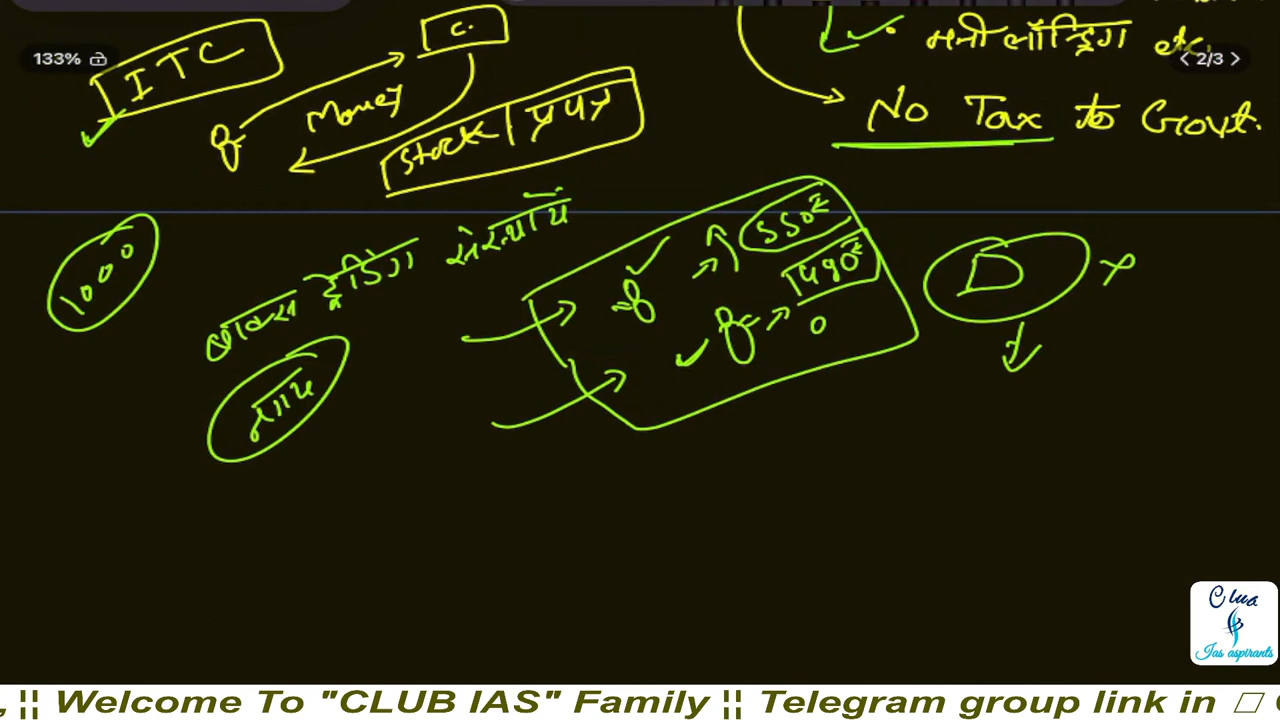 133%
ITC
c.
Money
Stock |
मनी लॉन्ड्रिंग etc.
2/3
No Tax to Govt.
1000
550₹
490₹
0
D
Club
Ias aspirants
, || Welcome To "CLUB IAS" Family || Telegram group link in